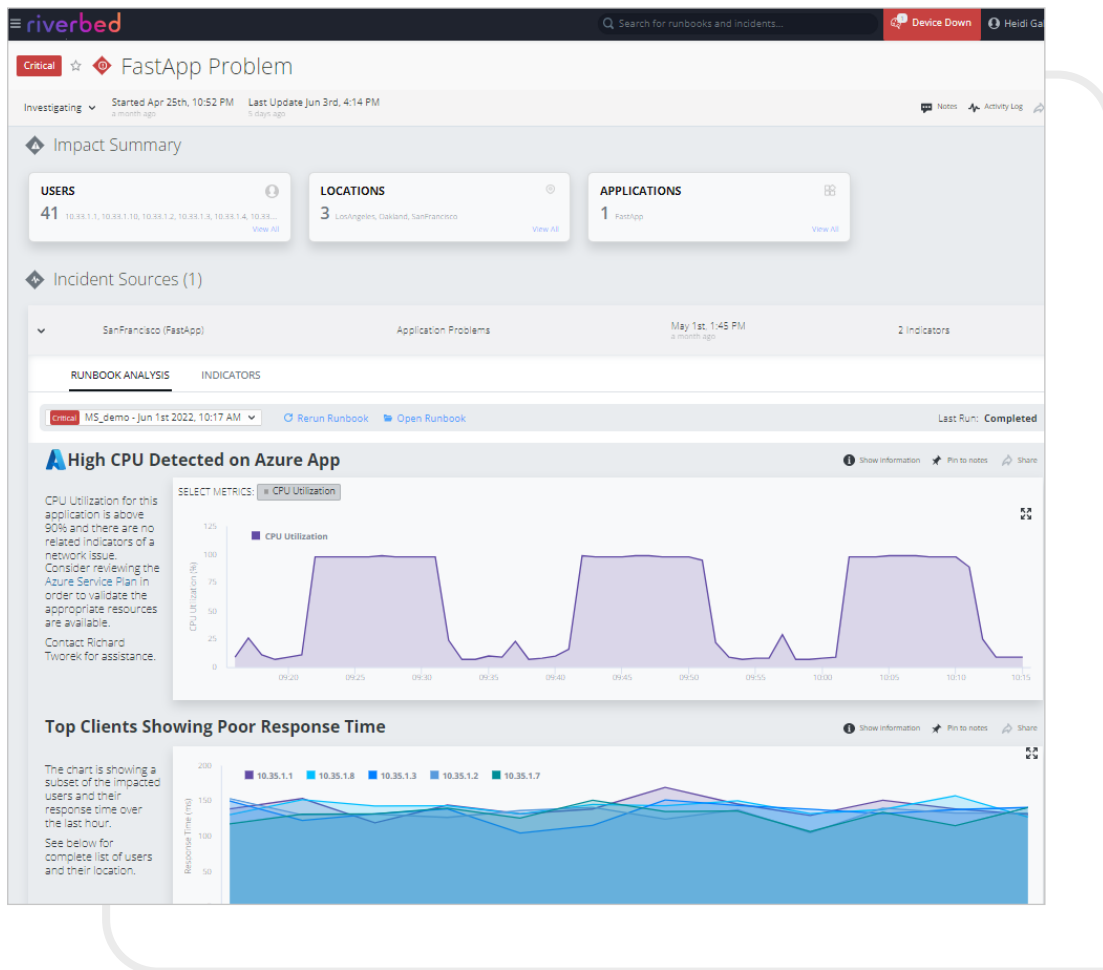 riverbed
Search for runbooks and incidents...
1
Device Down
Heidi Gal
Critical
FastApp Problem
Investigating
Started Apr 25th, 10:52 PM
a month ago
Last Update Jun 3rd, 4:14 PM
5 days ago
Notes
Activity Log
Impact Summary
USERS
41 10.33.1.1, 10.33.1.10, 10.33.1.2, 10.33.1.3, 10.33.1.4, 10.33....
View All
LOCATIONS
3 LosAngeles, Oakland, SanFrancisco
View All
APPLICATIONS
1 FastApp
View All
Incident Sources (1)
SanFrancisco (FastApp)
Application Problems
May 1st, 1:45 PM
a month ago
2 Indicators
RUNBOOK ANALYSIS
INDICATORS
Critical MS_demo - Jun 1st 2022, 10:17 AM
Rerun Runbook
Open Runbook
Last Run: Completed
High CPU Detected on Azure App
Show information
Pin to notes
Share
CPU Utilization for this
application is above
90% and there are no
related indicators of a
network issue.
Consider reviewing the
Azure Service Plan in
order to validate the
appropriate resources
are available.
Contact Richard
Tworek for assistance.
SELECT METRICS: CPU Utilization
CPU Utilization
CPU Utilization (%)
125
100
75
50
25
0
09:20 09:25 09:30 09:35 09:40 09:45 09:50 09:55 10:00 10:05 10:10 10:15
Top Clients Showing Poor Response Time
Show information
Pin to notes
Share
The chart is showing a
subset of the impacted
users and their
response time over
the last hour.
See below for
complete list of users
and their location.
10.35.1.1 10.35.1.8 10.35.1.3 10.35.1.2 10.35.1.7
Response Time (ms)
200
150
100
50